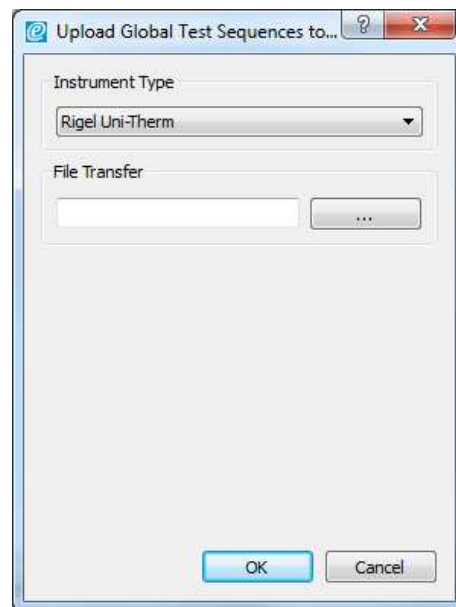 Upload Global Test Sequences to...
Instrument Type
Rigel Uni-Therm
File Transfer
...
OK
Cancel